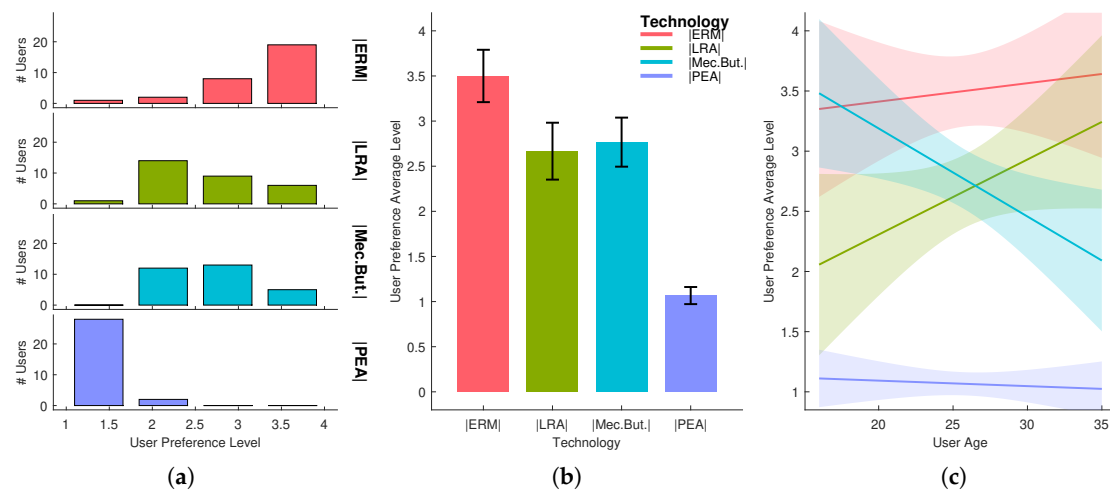 # Users
20
10
0
|ERM|
# Users
20
10
0
|LRA|
# Users
20
10
0
|Mec.But.|
# Users
20
10
0
|PEA|
1 1.5 2 2.5 3 3.5 4
User Preference Level
(a)
User Preference Average Level
4
3.5
3
2.5
2
1.5
1
0.5
0
Technology
|ERM|
|LRA|
|Mec.But.|
|PEA|
|ERM| |LRA| |Mec.But.| |PEA|
Technology
(b)
User Preference Average Level
4
3.5
3
2.5
2
1.5
1
20 25 30 35
User Age
(c)